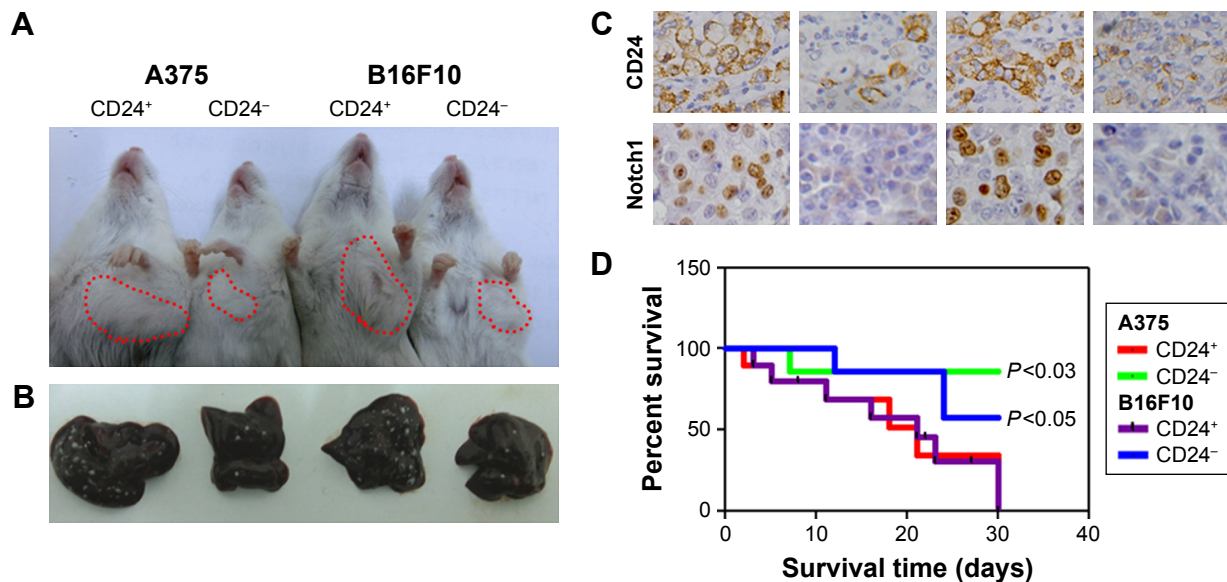 A
A375
B16F10
CD24⁺
CD24⁻
CD24⁺
CD24⁻
B
C
CD24
Notch1
D
150
100
50
0
0
10
20
30
40
Percent survival
Survival time (days)
P<0.03
P<0.05
A375
CD24⁺
CD24⁻
B16F10
CD24⁺
CD24⁻